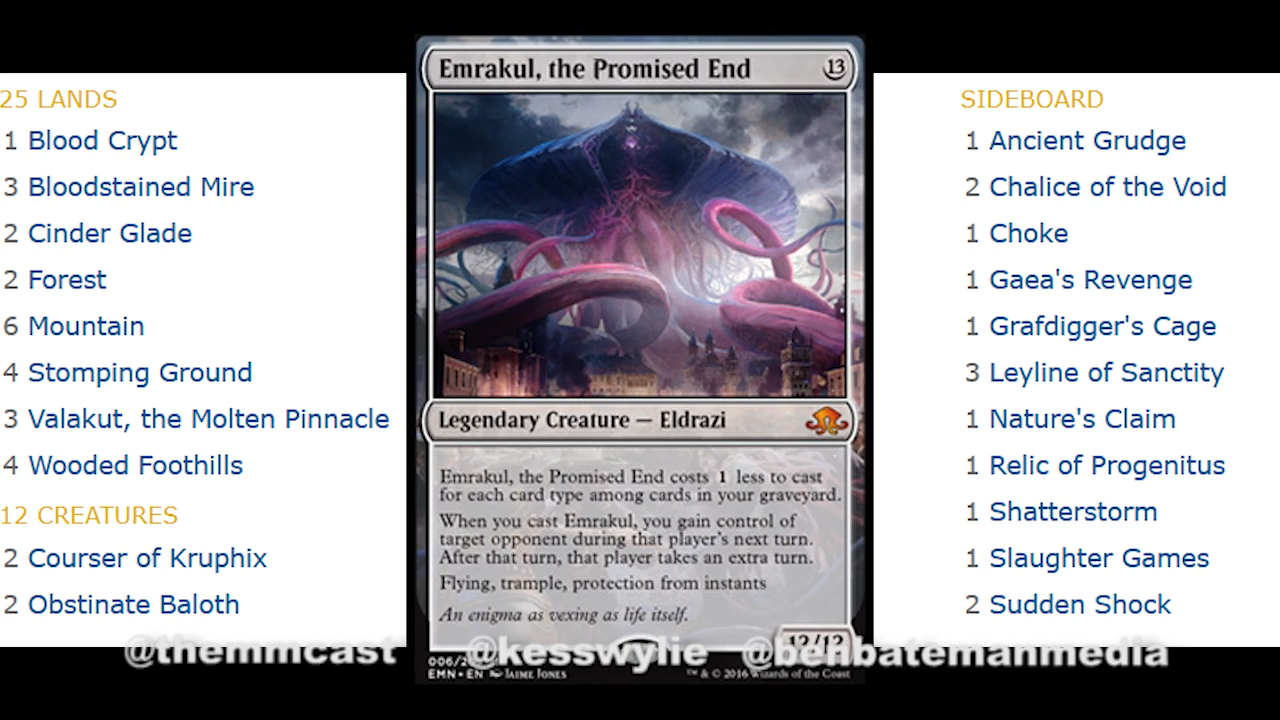 25 LANDS
1 Blood Crypt
3 Bloodstained Mire
2 Cinder Glade
2 Forest
6 Mountain
4 Stomping Ground
3 Valakut, the Molten Pinnacle
4 Wooded Foothills
12 CREATURES
2 Courser of Kruphix
2 Obstinate Baloth
Emrakul, the Promised End 13
Legendary Creature — Eldrazi
Emrakul, the Promised End costs 1 less to cast
for each card type among cards in your graveyard.
When you cast Emrakul, you gain control of
target opponent during that player's next turn.
After that turn, that player takes an extra turn.
Flying, trample, protection from instants
An enigma as vexing as life itself.
12/12
EMN • EN JAIME JONES
™ & © 2016 Wizards of the Coast
SIDEBOARD
1 Ancient Grudge
2 Chalice of the Void
1 Choke
1 Gaea's Revenge
1 Grafdigger's Cage
3 Leyline of Sanctity
1 Nature's Claim
1 Relic of Progenitus
1 Shatterstorm
1 Slaughter Games
2 Sudden Shock
@themmcast @kesswylie @benbatemanmedia